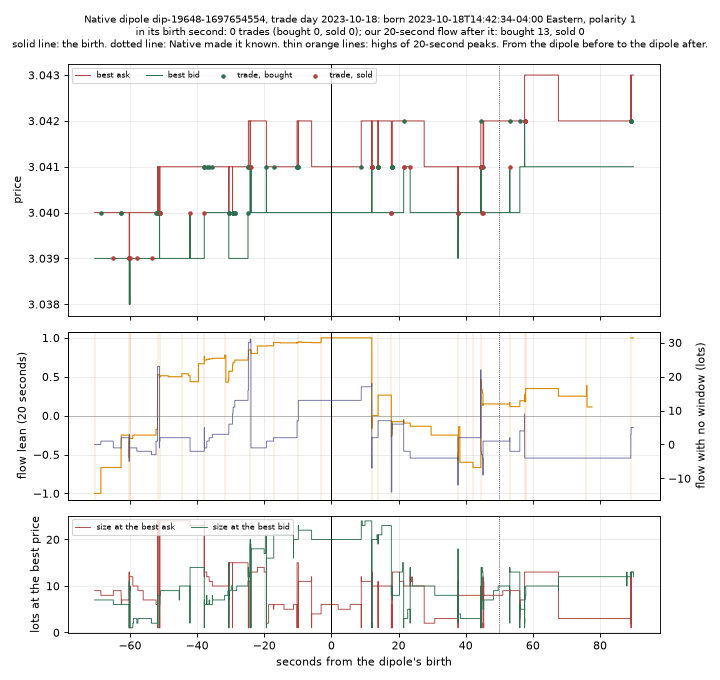 Native dipole dip-19648-1697654554, trade day 2023-10-18: born 2023-10-18T14:42:34-04:00 Eastern, polarity 1
in its birth second: 0 trades (bought 0, sold 0); our 20-second flow after it: bought 13, sold 0
solid line: the birth. dotted line: Native made it known. thin orange lines: highs of 20-second peaks. From the dipole before to the dipole after.
best ask best bid trade, bought trade, sold
3.043
3.042
3.041
3.040
3.039
3.038
price
1.0
0.5
0.0
−0.5
−1.0
flow lean (20 seconds)
30
20
10
0
−10
flow with no window (lots)
size at the best ask size at the best bid
20
10
0
lots at the best price
−60 −40 −20 0 20 40 60 80
seconds from the dipole's birth